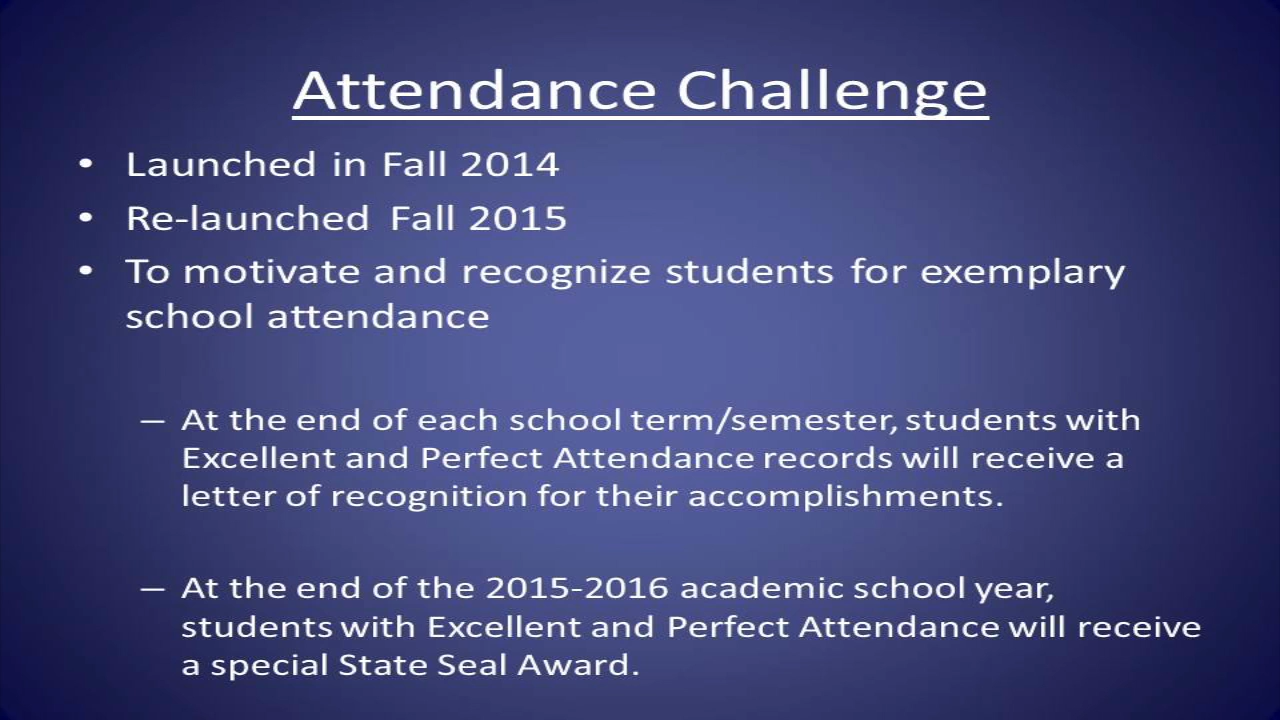 Attendance Challenge
• Launched in Fall 2014
• Re-launched Fall 2015
• To motivate and recognize students for exemplary
school attendance
– At the end of each school term/semester, students with
Excellent and Perfect Attendance records will receive a
letter of recognition for their accomplishments.
– At the end of the 2015-2016 academic school year,
students with Excellent and Perfect Attendance will receive
a special State Seal Award.